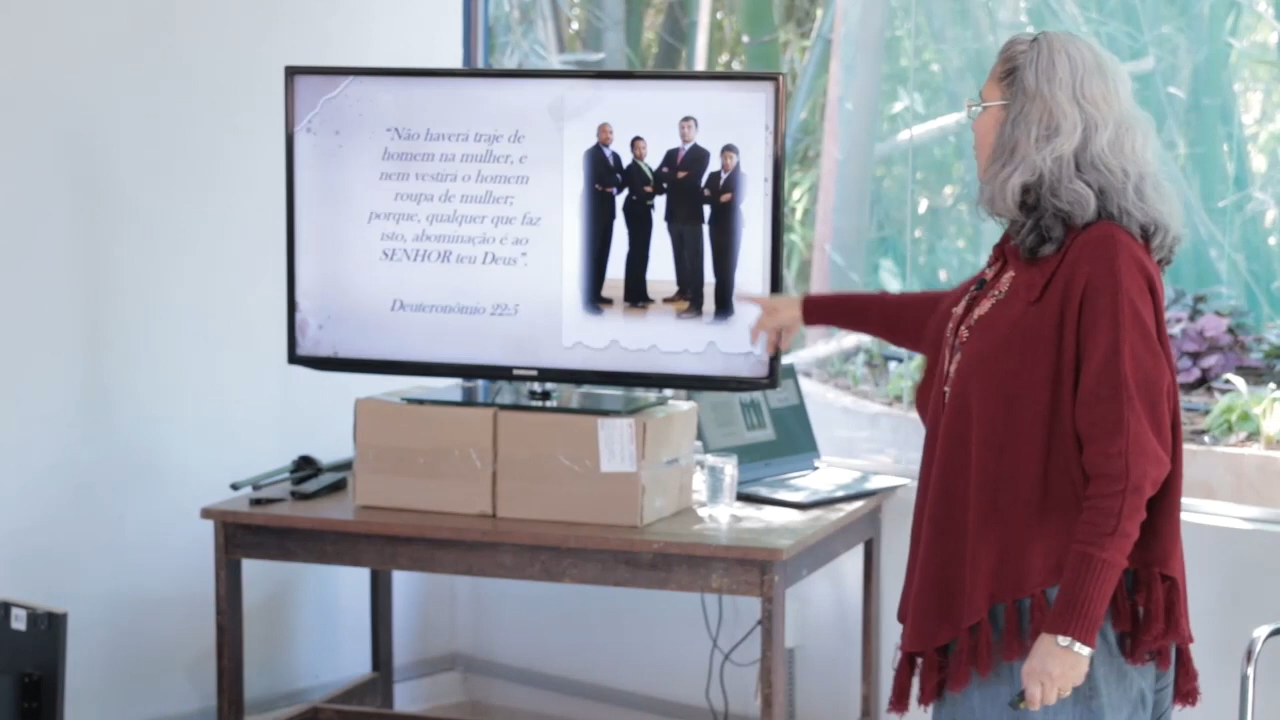 “Não haverá traje de
homem na mulher, e
nem vestirá o homem
roupa de mulher;
porque, qualquer que faz
isto, abominação é ao
SENHOR teu Deus”.
Deuteronômio 22:5
SAMSUNG